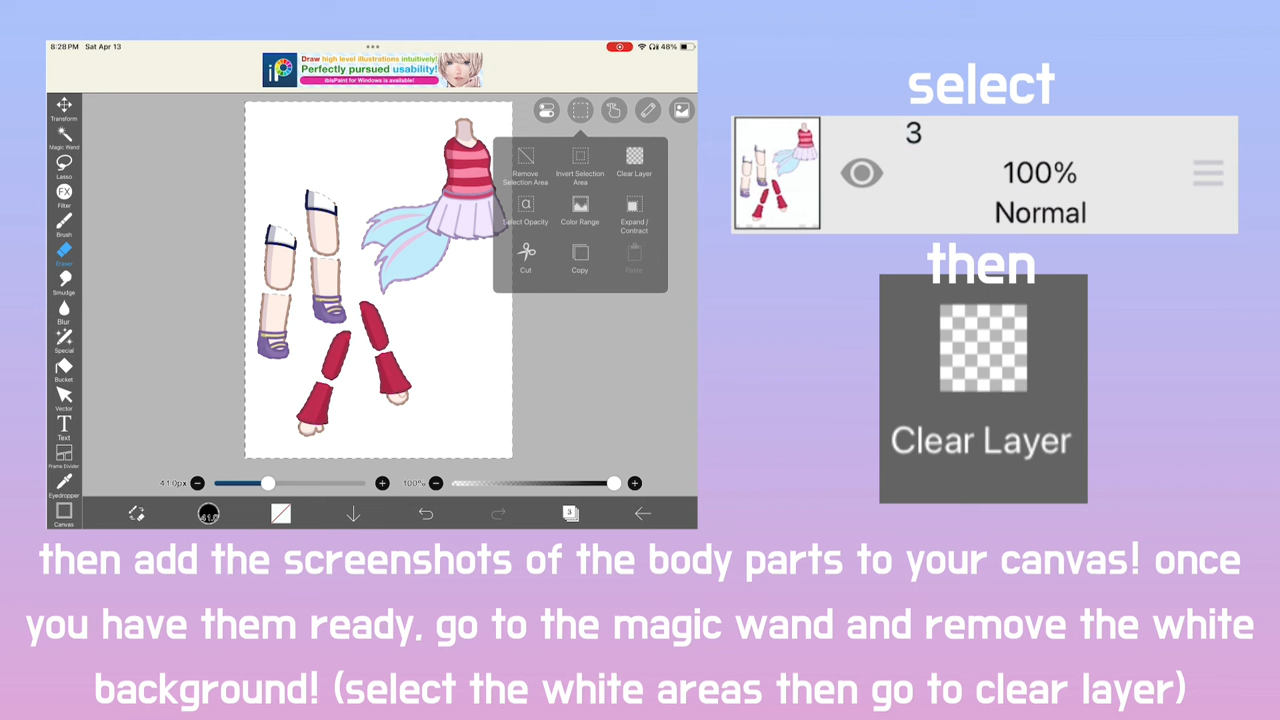 8:28PM Sat Apr 13
48%
Draw high level illustrations intuitively!
Perfectly pursued usability!
ibisPaint for Windows is available!
Transform
Magic Wand
Lasso
FX
Filter
Brush
Eraser
Smudge
Blur
Special
Bucket
Vector
T
Text
Frame Divider
Eyedropper
Canvas
Remove Selection Area
Invert Selection Area
Clear Layer
Select Opacity
Color Range
Expand / Contract
Cut
Copy
Paste
41.0px
100%
41.0
3
select
3
100%
Normal
then
Clear Layer
then add the screenshots of the body parts to your canvas! once
you have them ready, go to the magic wand and remove the white
background! (select the white areas then go to clear layer)